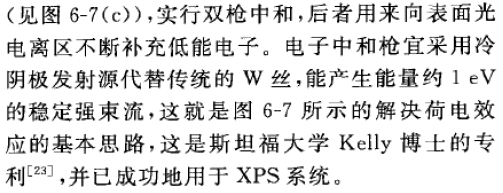 (见图 6-7(c)),实行双枪中和,后者用来向表面光
电离区不断补充低能电子。电子中和枪宜采用冷
阴极发射源代替传统的 W 丝,能产生能量约 1 eV
的稳定强束流,这就是图 6-7 所示的解决荷电效
应的基本思路,这是斯坦福大学 Kelly 博士的专
利[23],并已成功地用于 XPS 系统。